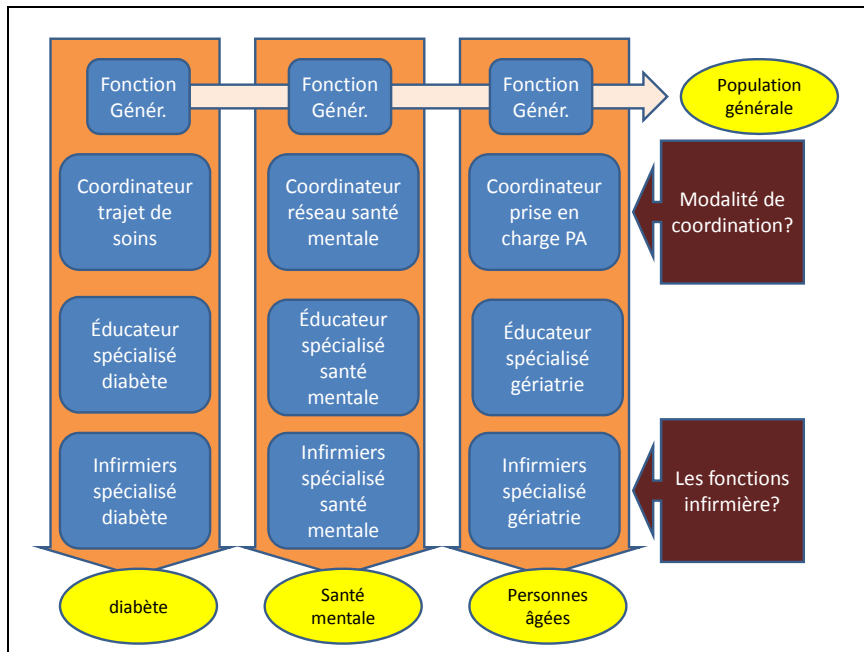 Fonction
Génér.
Fonction
Génér.
Fonction
Génér.
Population
générale
Coordinateur
trajet de
soins
Coordinateur
réseau santé
mentale
Coordinateur
prise en
charge PA
Modalité de
coordination?
Éducateur
spécialisé
diabète
Éducateur
spécialisé
santé
mentale
Éducateur
spécialisé
gériatrie
Infirmiers
spécialisé
diabète
Infirmiers
spécialisé
santé
mentale
Infirmiers
spécialisé
gériatrie
Les fonctions
infirmière?
diabète
Santé
mentale
Personnes
âgées